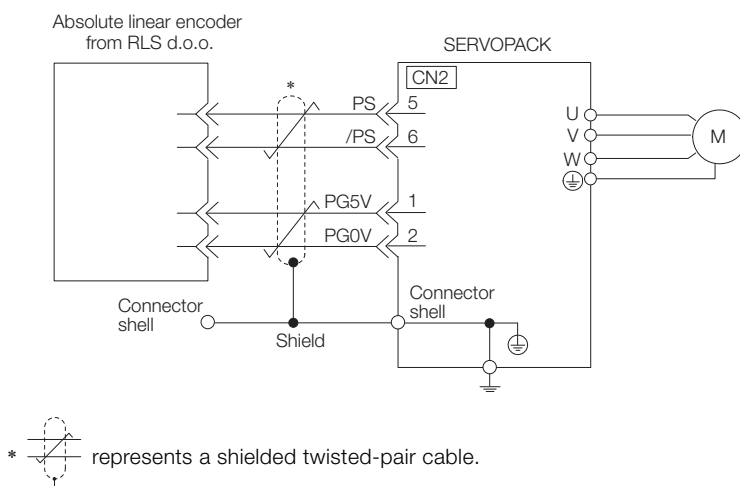 Absolute linear encoder
from RLS d.o.o.
SERVOPACK
CN2
*
PS 5
/PS 6
PG5V 1
PG0V 2
U
V
W
M
Connector
shell
Shield
Connector
shell
* represents a shielded twisted-pair cable.